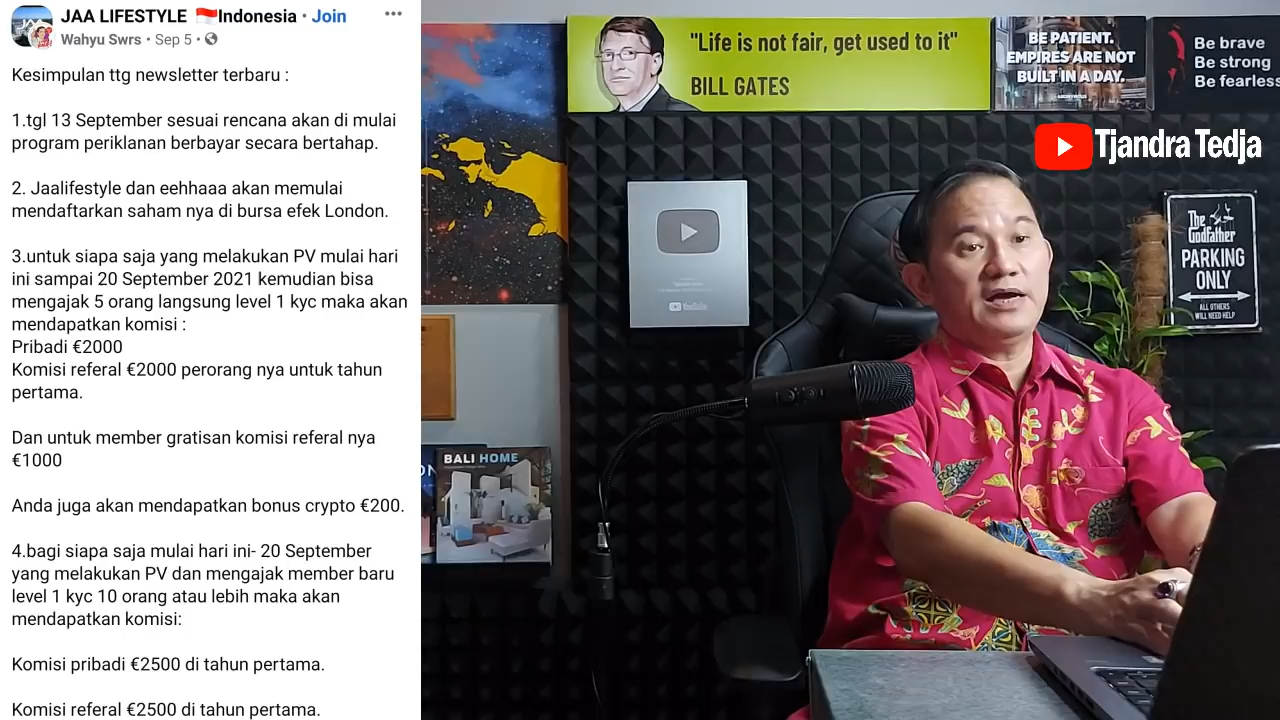 JAA LIFESTYLE 🇮🇩Indonesia · Join
Wahyu Swrs · Sep 5 ·
Kesimpulan ttg newsletter terbaru :
1.tgl 13 September sesuai rencana akan di mulai
program periklanan berbayar secara bertahap.
2. Jaalifestyle dan eehhaaa akan memulai
mendaftarkan saham nya di bursa efek London.
3.untuk siapa saja yang melakukan PV mulai hari
ini sampai 20 September 2021 kemudian bisa
mengajak 5 orang langsung level 1 kyc maka akan
mendapatkan komisi :
Pribadi €2000
Komisi referal €2000 perorang nya untuk tahun
pertama.
Dan untuk member gratisan komisi referal nya
€1000
Anda juga akan mendapatkan bonus crypto €200.
4.bagi siapa saja mulai hari ini- 20 September
yang melakukan PV dan mengajak member baru
level 1 kyc 10 orang atau lebih maka akan
mendapatkan komisi:
Komisi pribadi €2500 di tahun pertama.
Komisi referal €2500 di tahun pertama.
"Life is not fair, get used to it"
BILL GATES
BE PATIENT.
EMPIRES ARE NOT
BUILT IN A DAY.
Be brave
Be strong
Be fearless
Tjandra Tedja
The
Godfather
PARKING
ONLY
ALL OTHERS
WILL NEED HELP
YouTube
BALI HOME